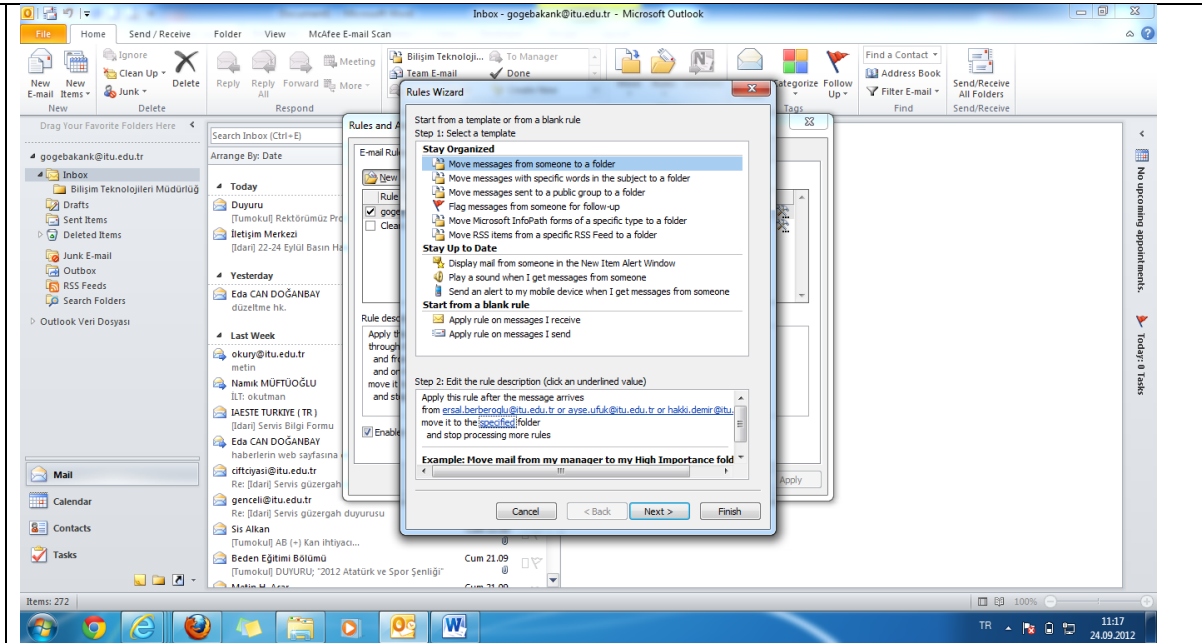 Inbox - gogebakank@itu.edu.tr - Microsoft Outlook
File Home Send / Receive Folder View McAfee E-mail Scan
New E-mail
New Items
New
Ignore
Clean Up
Junk
Delete
Delete
Reply
Reply All
Forward
Meeting
More
Respond
Bilişim Teknoloji...
To Manager
Team E-mail
Done
Categorize
Follow Up
Tags
Find a Contact
Address Book
Filter E-mail
Find
Send/Receive All Folders
Send/Receive
Drag Your Favorite Folders Here
gogebakank@itu.edu.tr
Inbox
Bilişim Teknolojileri Müdürlüğ
Drafts
Sent Items
Deleted Items
Junk E-mail
Outbox
RSS Feeds
Search Folders
Outlook Veri Dosyası
Mail
Calendar
Contacts
Tasks
Search Inbox (Ctrl+E)
Arrange By: Date
Today
Duyuru
[Tumokul] Rektörümüz Pro
İletişim Merkezi
[Idari] 22-24 Eylül Basın Ha
Yesterday
Eda CAN DOĞANBAY
düzeltme hk.
Last Week
okury@itu.edu.tr
metin
Namık MÜFTÜOĞLU
İLT: okutman
IAESTE TURKIYE ( TR )
[Idari] Servis Bilgi Formu
Eda CAN DOĞANBAY
haberlerin web sayfasına
ciftciyasi@itu.edu.tr
Re: [Idari] Servis güzergah
genceli@itu.edu.tr
Re: [Idari] Servis güzergah duyurusu
Sis Alkan
[Tumokul] AB (+) Kan ihtiyacı...
Beden Eğitimi Bölümü Cum 21.09
[Tumokul] DUYURU; "2012 Atatürk ve Spor Şenliği"
Rules and A
E-mail Rul
New
Rule
goge
Clea
Rule desc
Apply th
through
and fro
and on
move it
and sto
Enable
Apply
Rules Wizard
Start from a template or from a blank rule
Step 1: Select a template
Stay Organized
Move messages from someone to a folder
Move messages with specific words in the subject to a folder
Move messages sent to a public group to a folder
Flag messages from someone for follow-up
Move Microsoft InfoPath forms of a specific type to a folder
Move RSS items from a specific RSS Feed to a folder
Stay Up to Date
Display mail from someone in the New Item Alert Window
Play a sound when I get messages from someone
Send an alert to my mobile device when I get messages from someone
Start from a blank rule
Apply rule on messages I receive
Apply rule on messages I send
Step 2: Edit the rule description (click an underlined value)
Apply this rule after the message arrives
from ersal.berberoglu@itu.edu.tr or ayse.ufuk@itu.edu.tr or hakki.demir@itu.
move it to the specified folder
and stop processing more rules
Example: Move mail from my manager to my High Importance fold
Cancel < Back Next > Finish
No upcoming appointments.
Today: 0 Tasks
Items: 272
100%
TR
11:17
24.09.2012